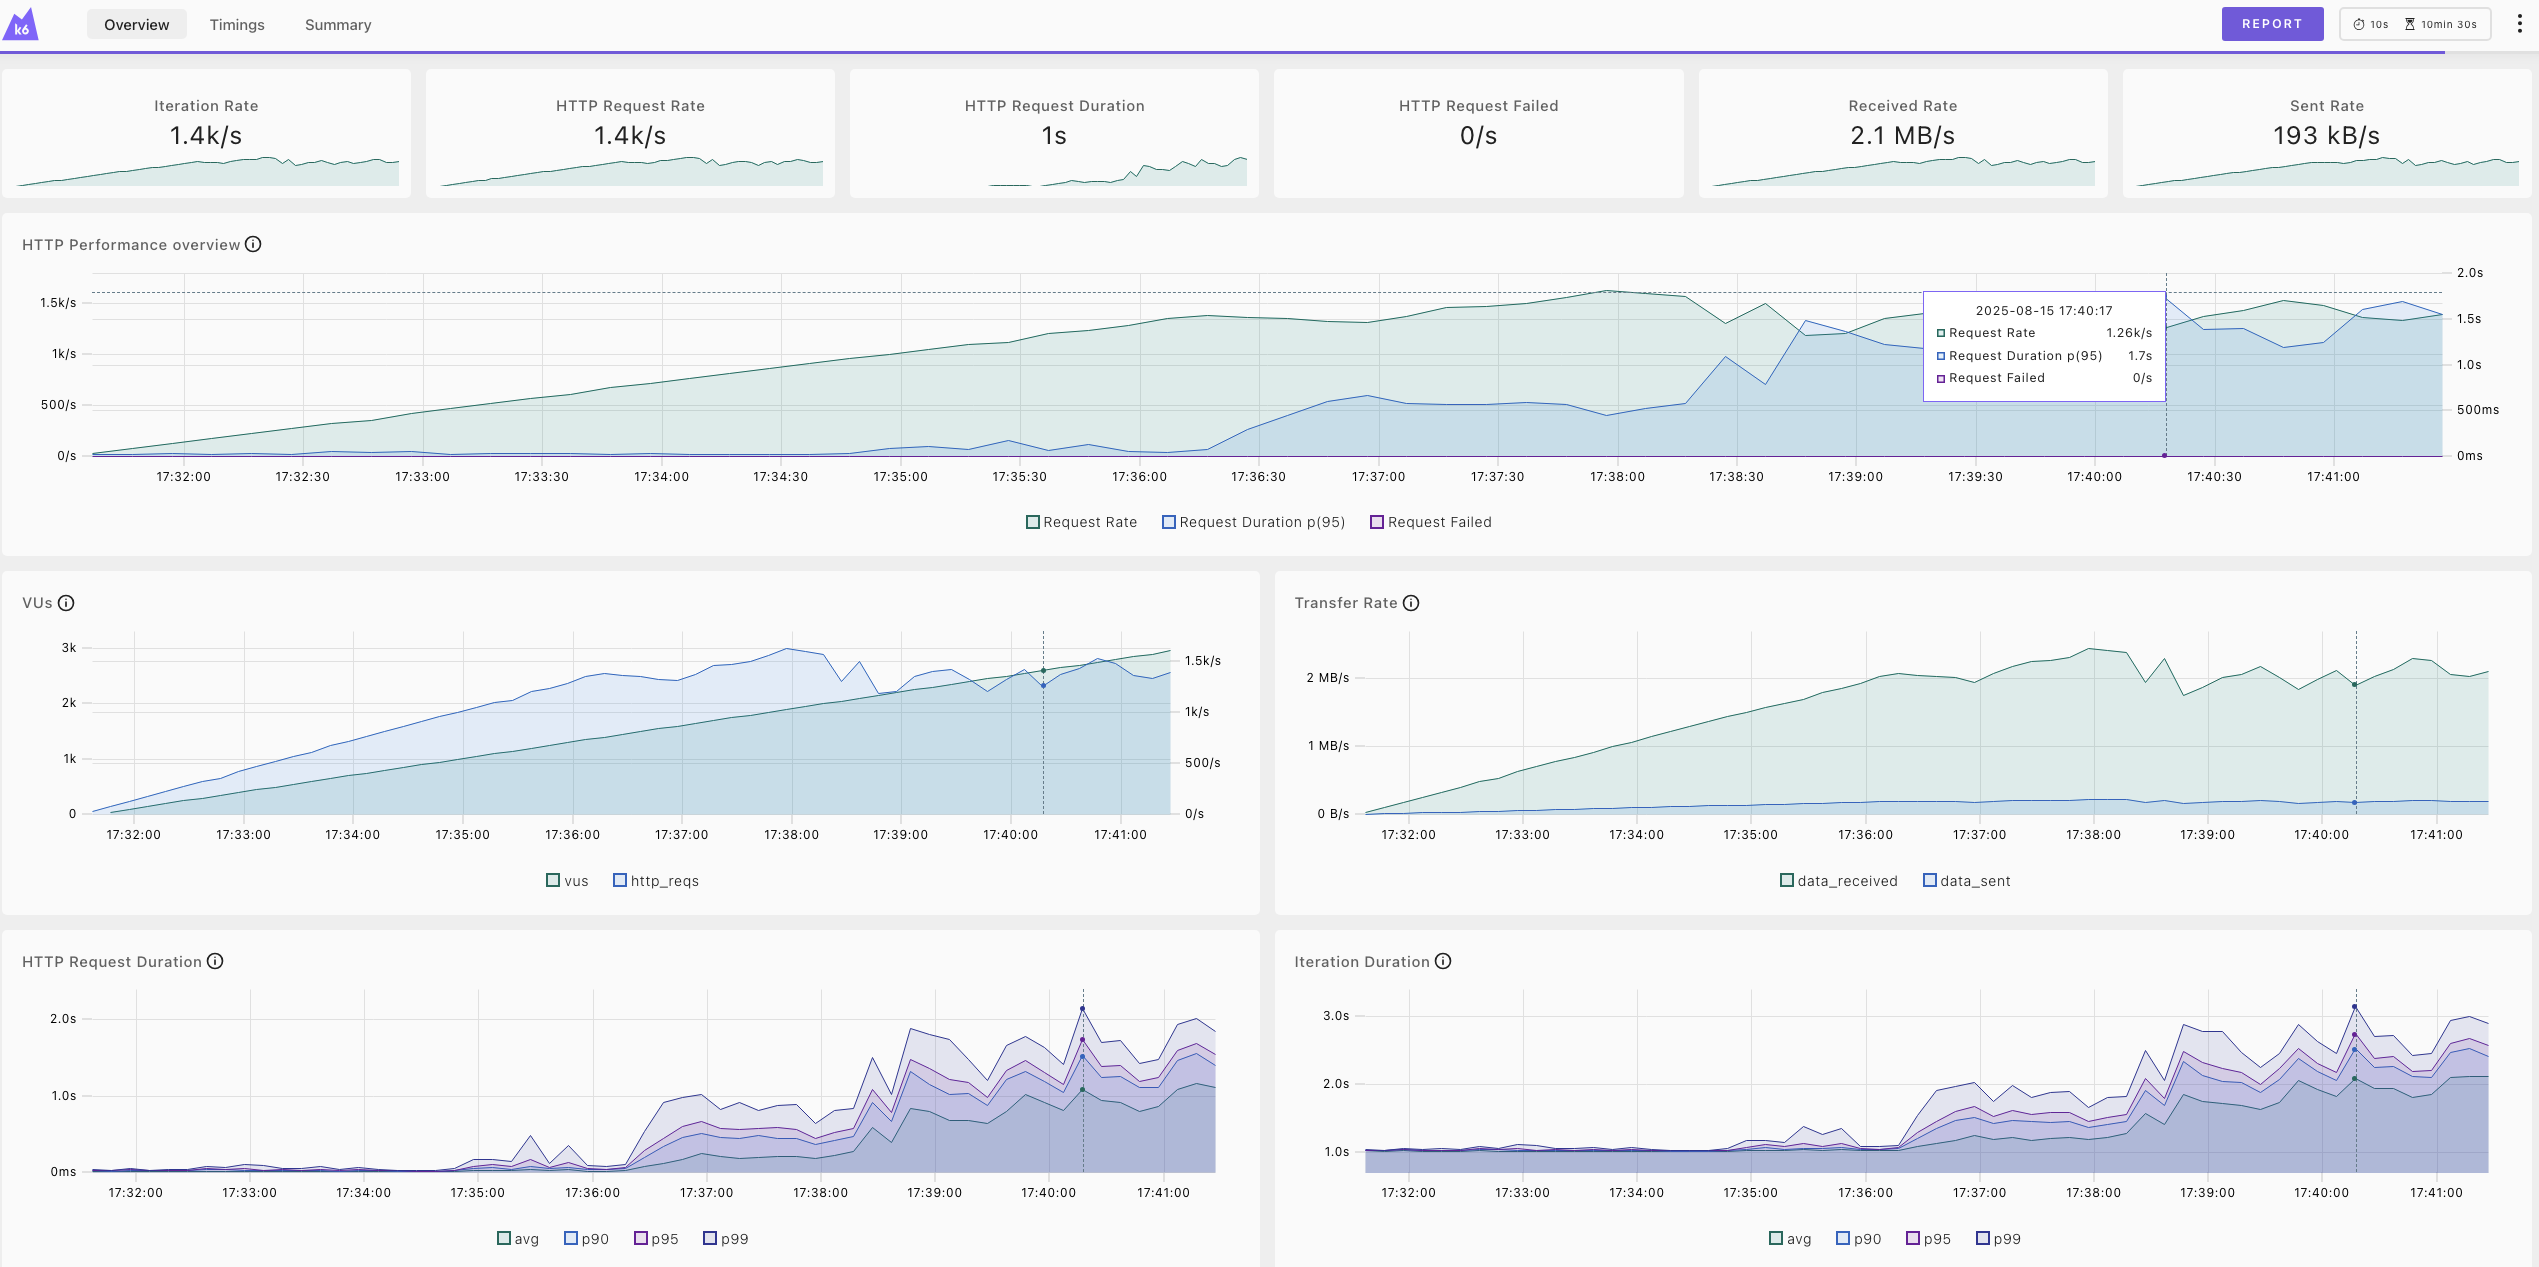 k6
Overview
Timings
Summary
REPORT
10s
10min 30s
Iteration Rate
1.4k/s
HTTP Request Rate
1.4k/s
HTTP Request Duration
1s
HTTP Request Failed
0/s
Received Rate
2.1 MB/s
Sent Rate
193 kB/s
HTTP Performance overview
1.5k/s
1k/s
500/s
0/s
2.0s
1.5s
1.0s
500ms
0ms
2025-08-15 17:40:17
Request Rate 1.26k/s
Request Duration p(95) 1.7s
Request Failed 0/s
17:32:00 17:32:30 17:33:00 17:33:30 17:34:00 17:34:30 17:35:00 17:35:30 17:36:00 17:36:30 17:37:00 17:37:30 17:38:00 17:38:30 17:39:00 17:39:30 17:40:00 17:40:30 17:41:00
Request Rate Request Duration p(95) Request Failed
VUs
3k
2k
1k
0
1.5k/s
1k/s
500/s
0/s
17:32:00 17:33:00 17:34:00 17:35:00 17:36:00 17:37:00 17:38:00 17:39:00 17:40:00 17:41:00
vus http_reqs
Transfer Rate
2 MB/s
1 MB/s
0 B/s
17:32:00 17:33:00 17:34:00 17:35:00 17:36:00 17:37:00 17:38:00 17:39:00 17:40:00 17:41:00
data_received data_sent
HTTP Request Duration
2.0s
1.0s
0ms
17:32:00 17:33:00 17:34:00 17:35:00 17:36:00 17:37:00 17:38:00 17:39:00 17:40:00 17:41:00
avg p90 p95 p99
Iteration Duration
3.0s
2.0s
1.0s
17:32:00 17:33:00 17:34:00 17:35:00 17:36:00 17:37:00 17:38:00 17:39:00 17:40:00 17:41:00
avg p90 p95 p99